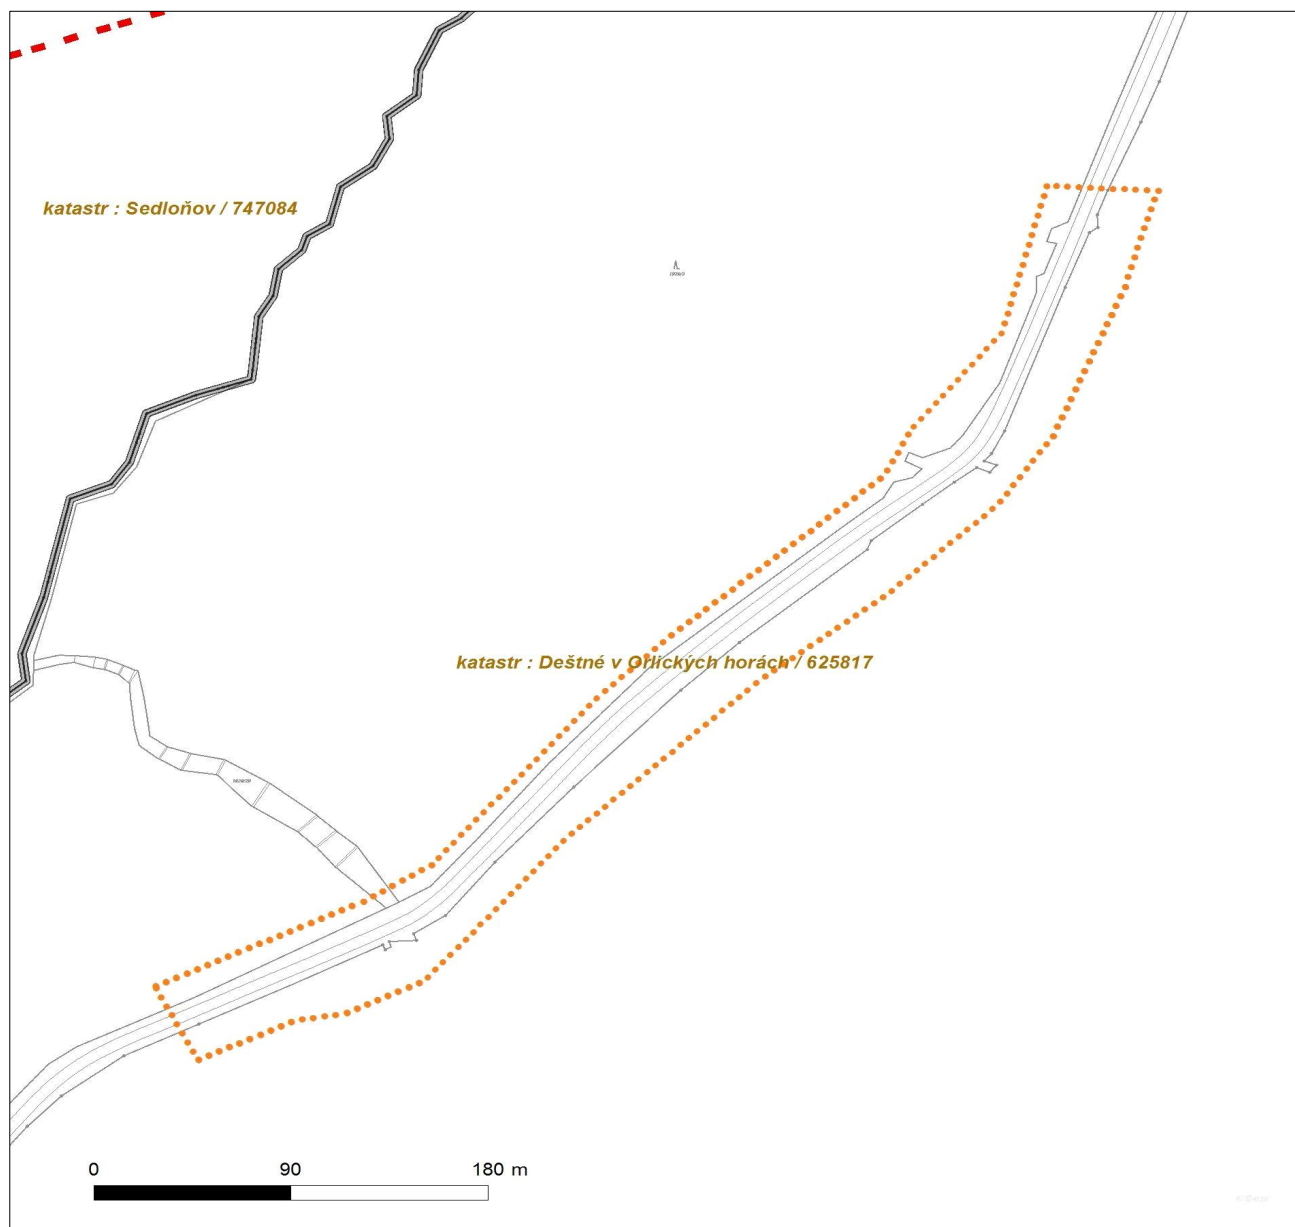 katastr : Sedloňov / 747084
katastr : Deštné v Orlických horách / 625817
0 90 180 m